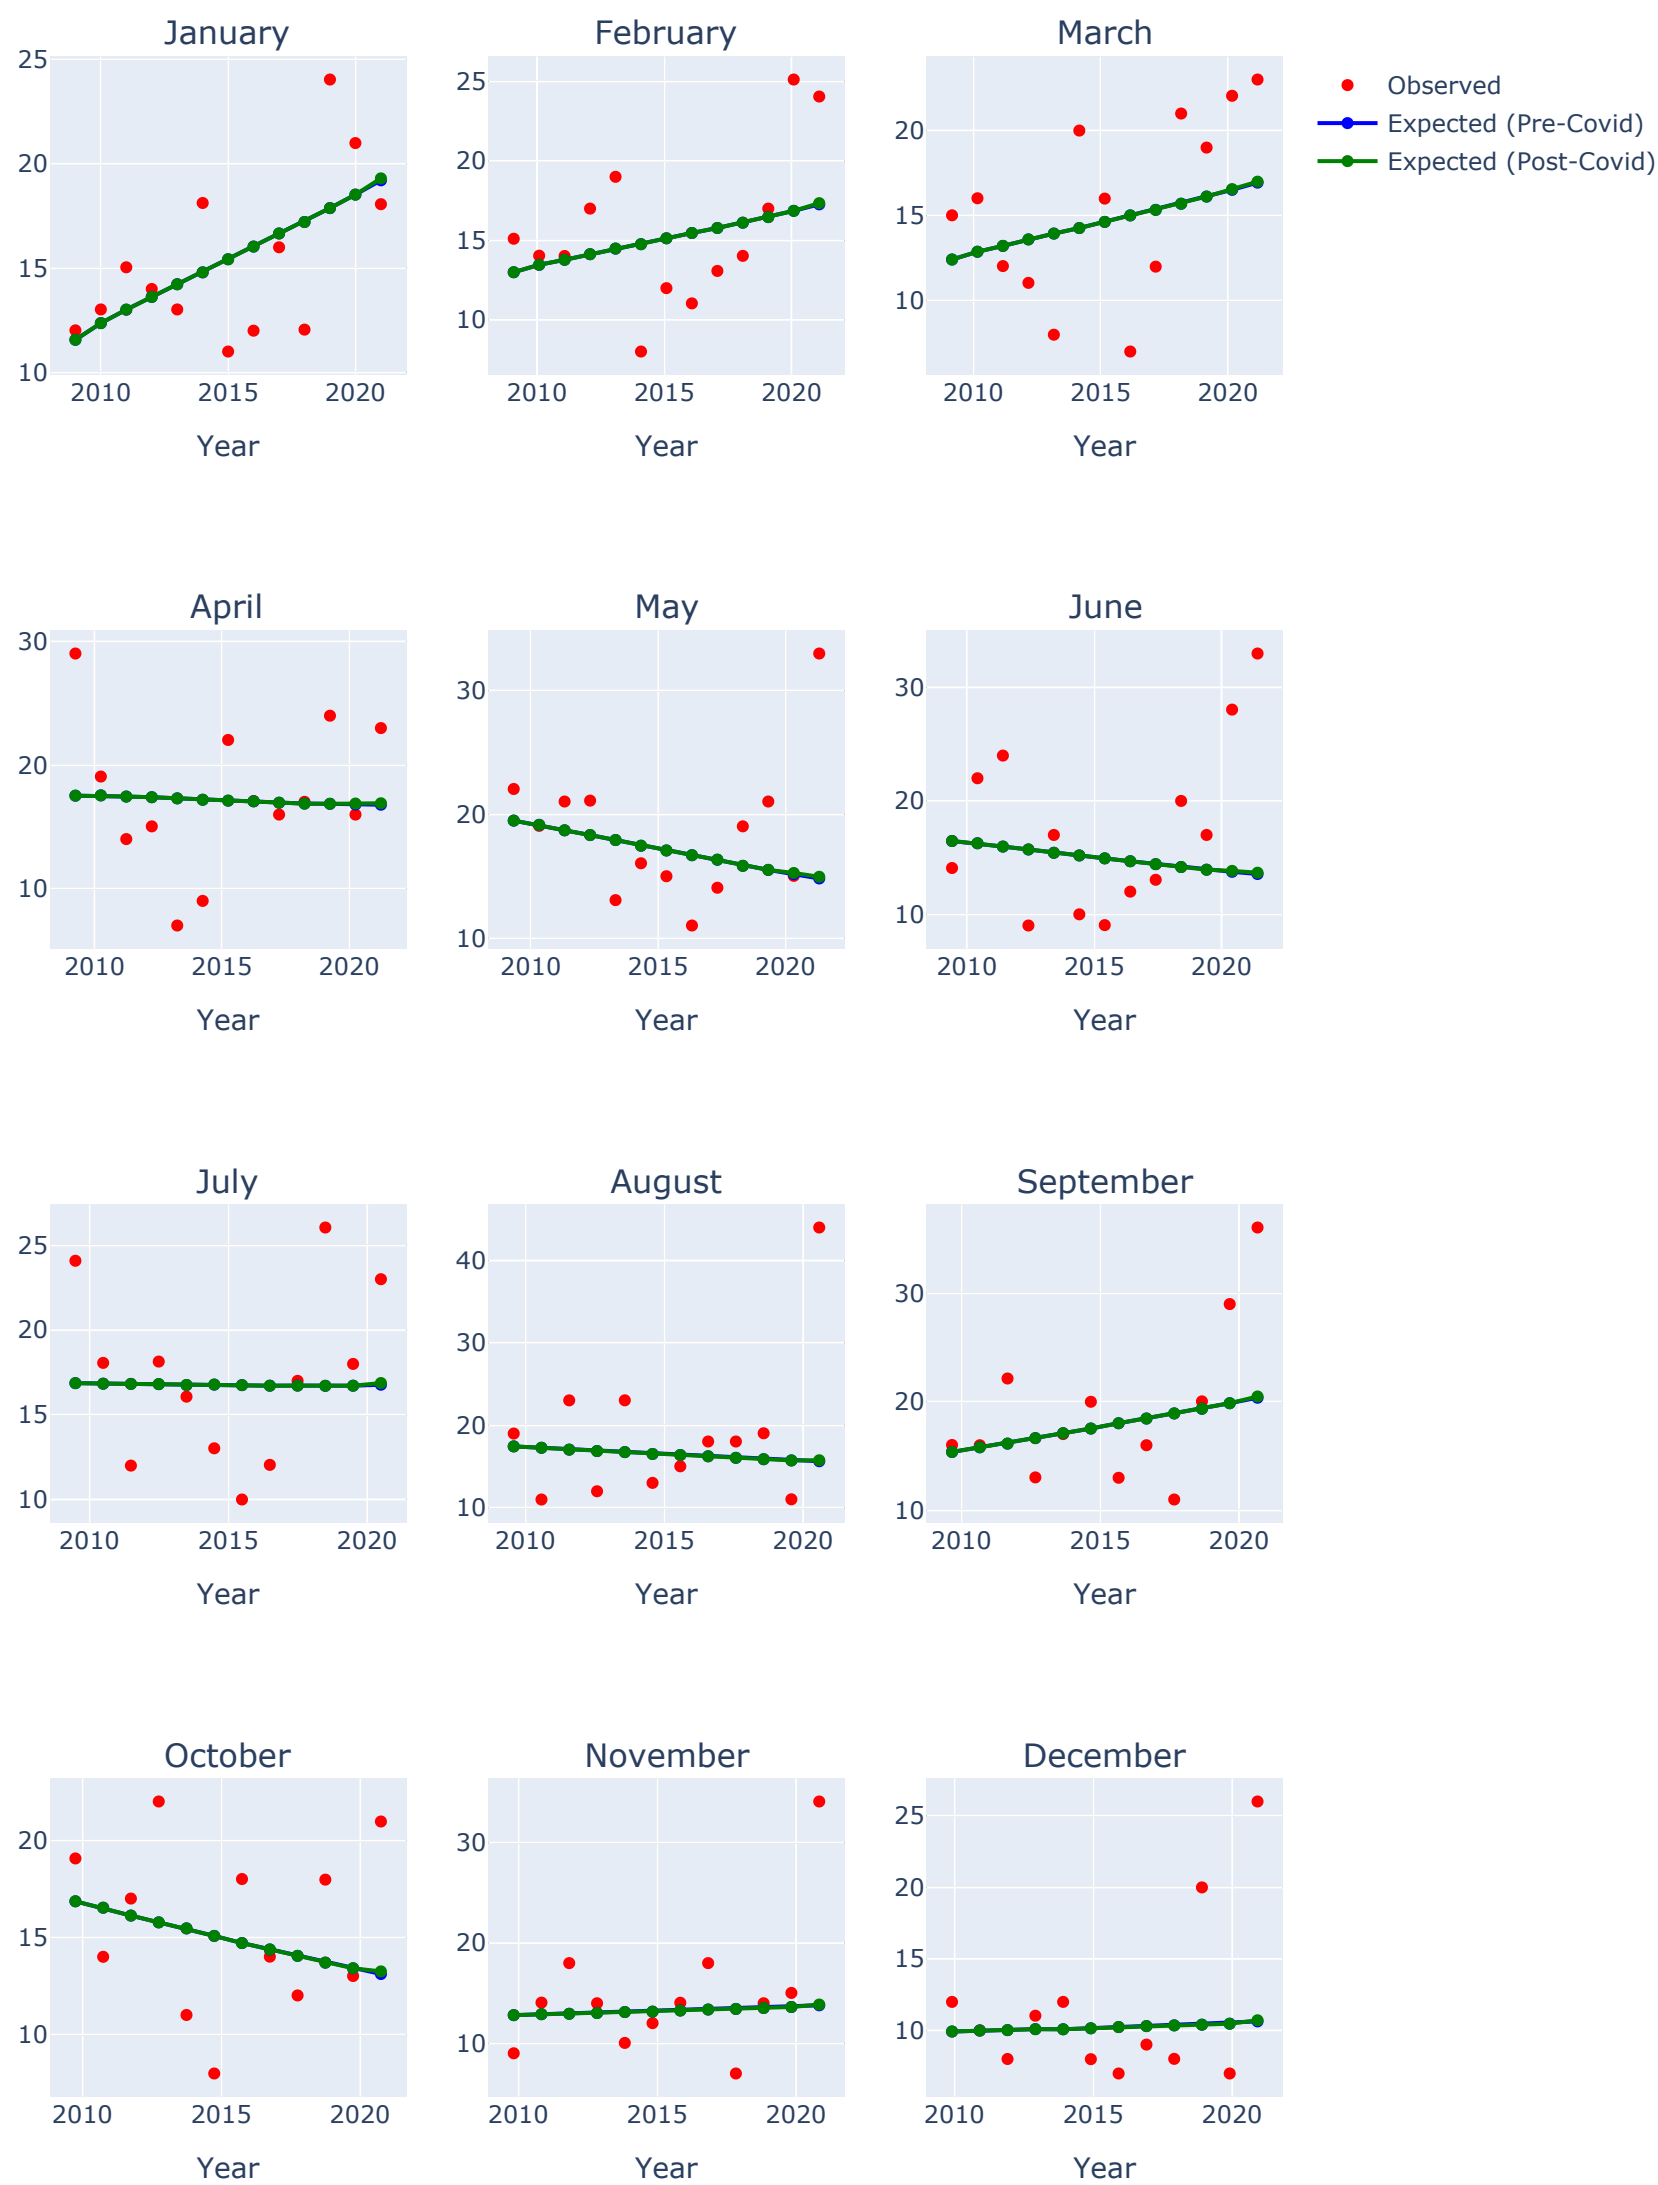 January
February
March
25
20
15
10
25
20
15
10
20
15
10
Observed
Expected (Pre-Covid)
Expected (Post-Covid)
2010 2015 2020
2010 2015 2020
2010 2015 2020
Year
Year
Year
April
May
June
30
20
10
30
20
10
30
20
10
2010 2015 2020
2010 2015 2020
2010 2015 2020
Year
Year
Year
July
August
September
25
20
15
10
40
30
20
10
30
20
10
2010 2015 2020
2010 2015 2020
2010 2015 2020
Year
Year
Year
October
November
December
20
15
10
30
20
10
25
20
15
10
2010 2015 2020
2010 2015 2020
2010 2015 2020
Year
Year
Year